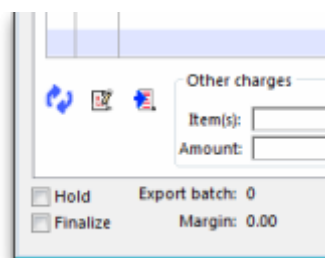 Other charges
Item(s):
Amount:
Hold Export batch: 0
Finalize Margin: 0.00